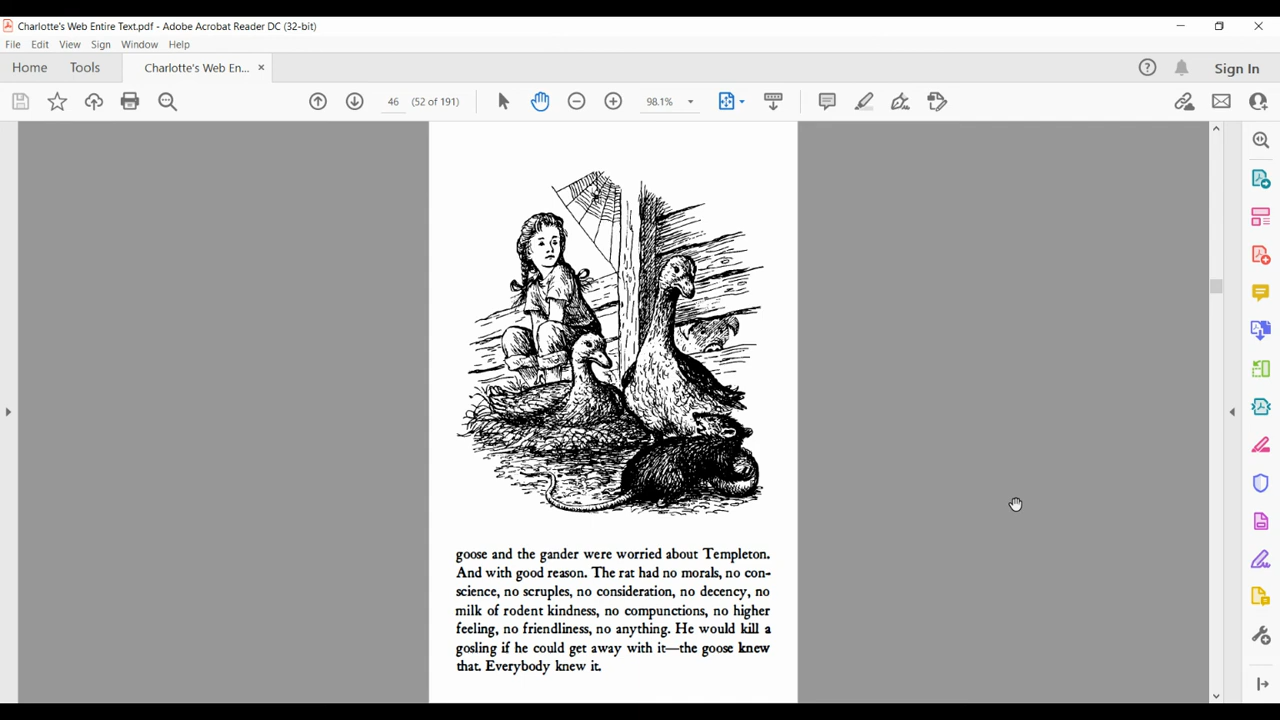 Charlotte's Web Entire Text.pdf - Adobe Acrobat Reader DC (32-bit)
File Edit View Sign Window Help
Home Tools Charlotte's Web En... Sign In
46 (52 of 191) 98.1%
goose and the gander were worried about Templeton.
And with good reason. The rat had no morals, no con-
science, no scruples, no consideration, no decency, no
milk of rodent kindness, no compunctions, no higher
feeling, no friendliness, no anything. He would kill a
gosling if he could get away with it—the goose knew
that. Everybody knew it.